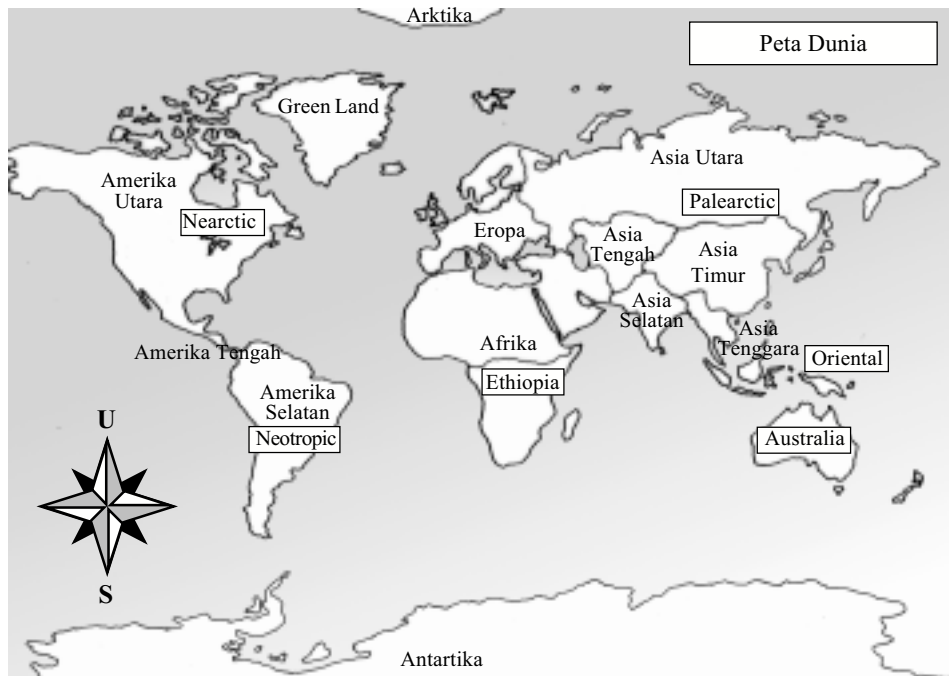 Arktika
Peta Dunia
Green Land
Amerika
Utara
Nearctic
Asia Utara
Palearctic
Eropa
Asia
Tengah
Asia
Timur
Asia
Selatan
Asia
Tenggara
Oriental
Afrika
Ethiopia
Amerika Tengah
Amerika
Selatan
Neotropic
Australia
U
S
Antartika